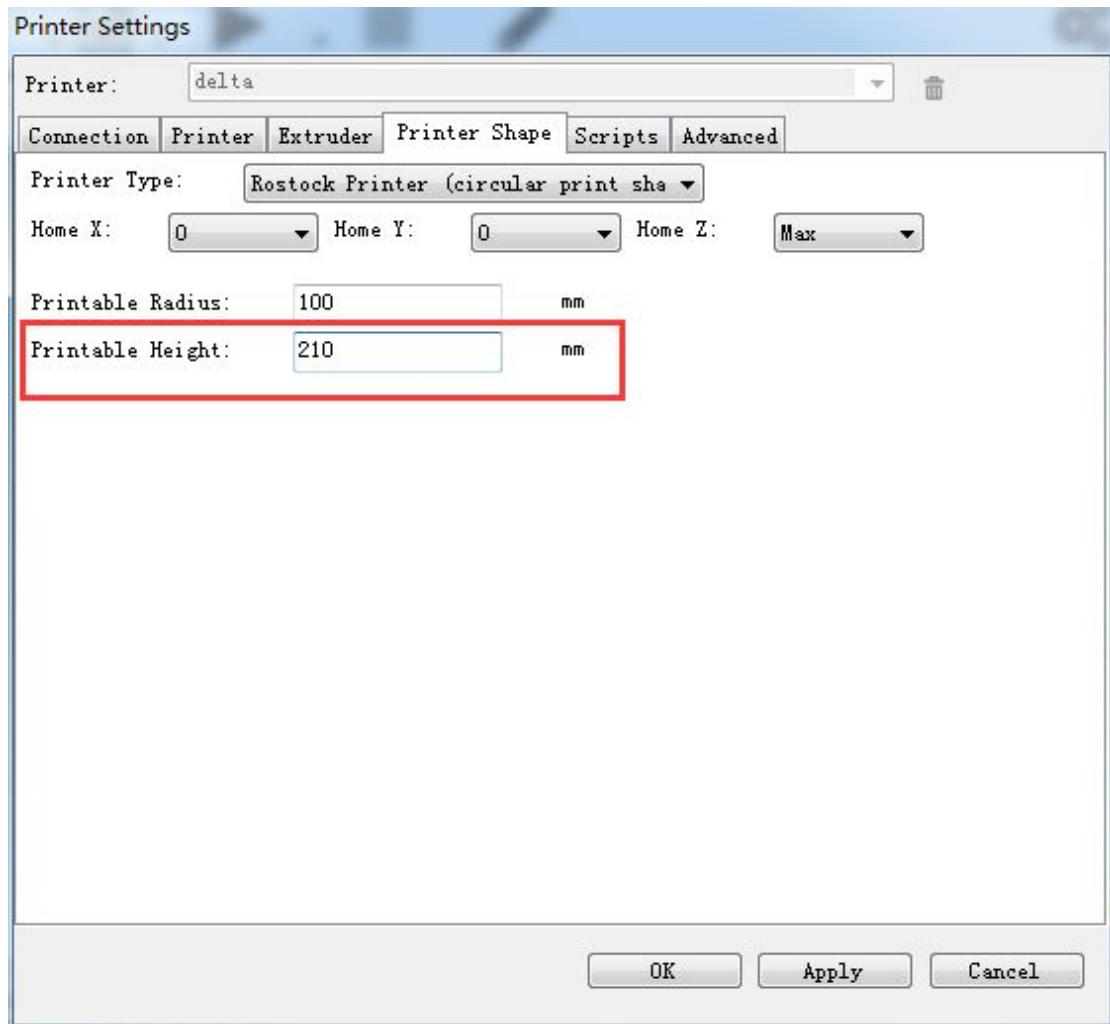 Printer Settings
Printer: delta
Connection Printer Extruder Printer Shape Scripts Advanced
Printer Type: Rostock Printer (circular print sha
Home X: 0 Home Y: 0 Home Z: Max
Printable Radius: 100 mm
Printable Height: 210 mm
OK Apply Cancel